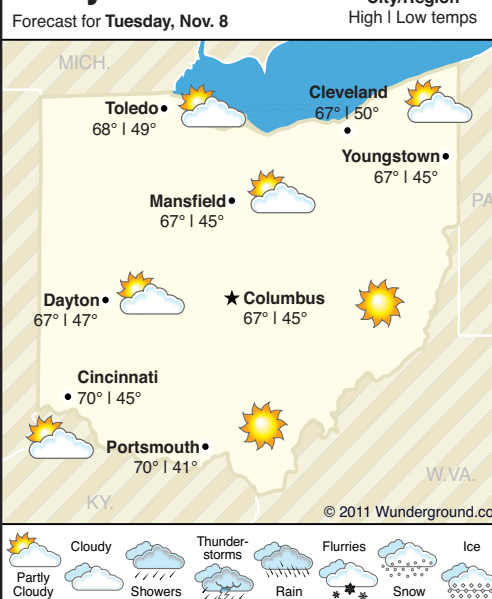 City/Region
Forecast for Tuesday, Nov. 8
High | Low temps
MICH.
Cleveland
67° | 50°
Toledo
68° | 49°
Youngstown
67° | 45°
Mansfield
67° | 45°
PA
Dayton
67° | 47°
Columbus
67° | 45°
Cincinnati
70° | 45°
Portsmouth
70° | 41°
W.VA.
KY.
© 2011 Wunderground.co
Partly
Cloudy
Cloudy
Showers
Thunder-
storms
Rain
Flurries
Snow
Ice